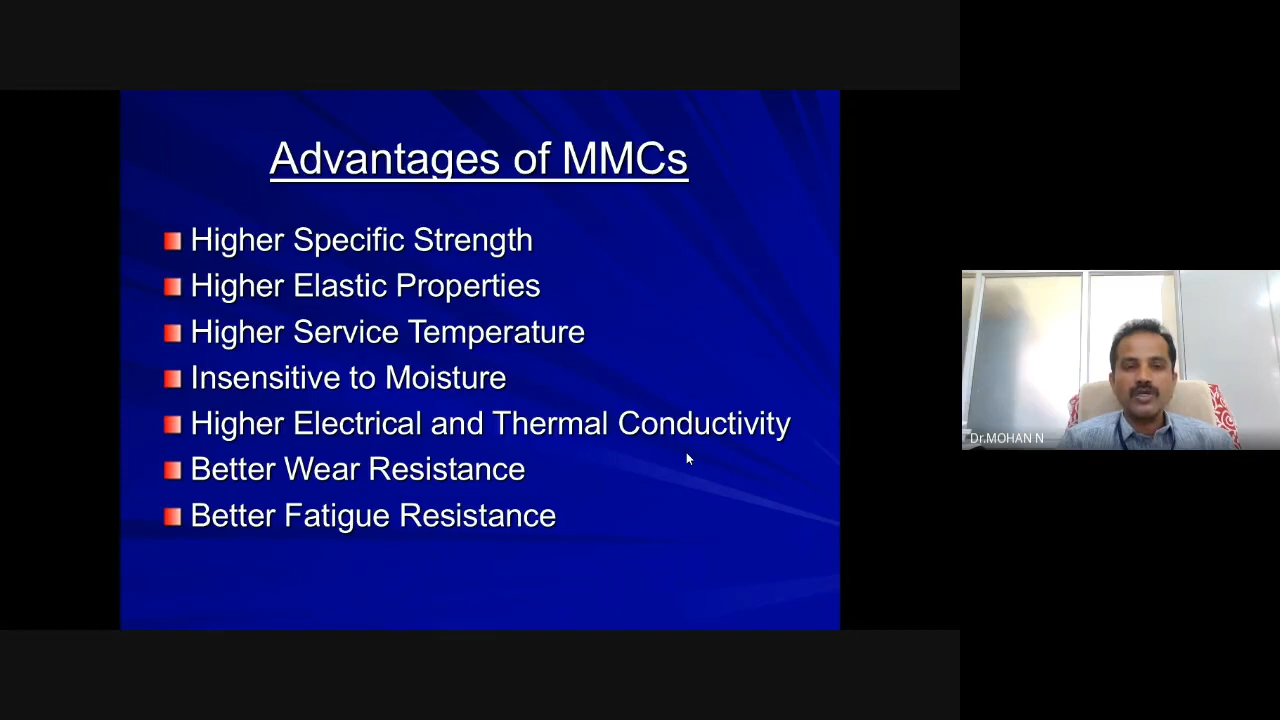 Advantages of MMCs
Higher Specific Strength
Higher Elastic Properties
Higher Service Temperature
Insensitive to Moisture
Higher Electrical and Thermal Conductivity
Better Wear Resistance
Better Fatigue Resistance
Dr.MOHAN N